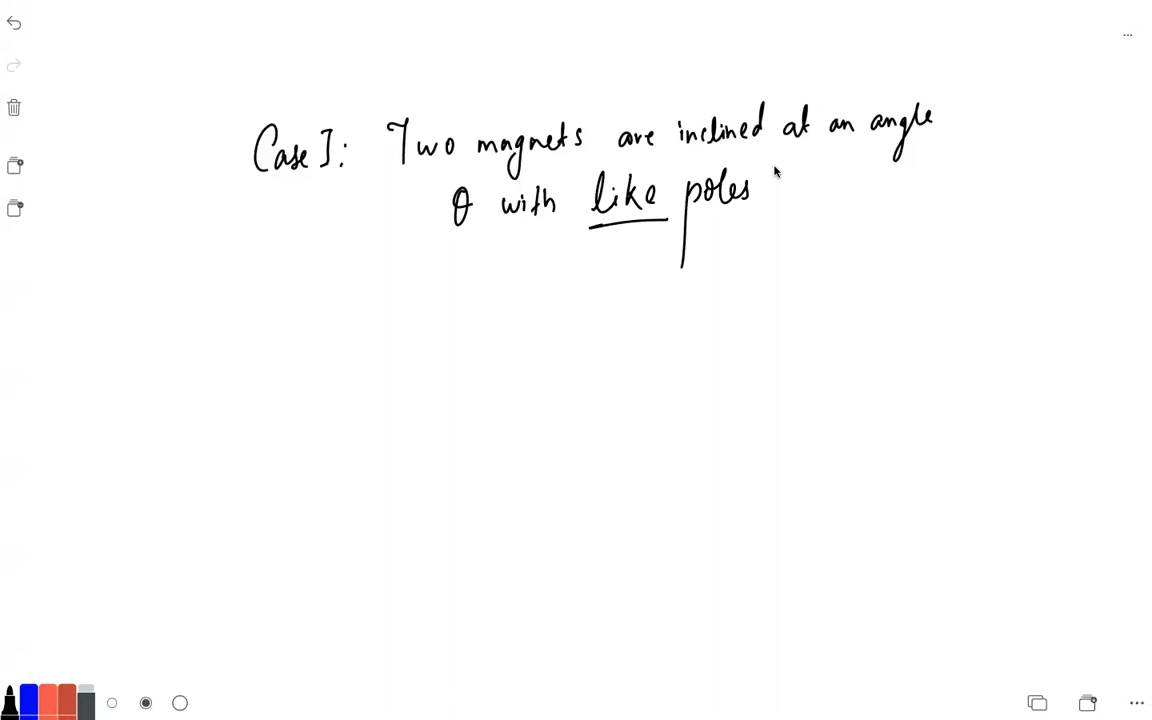 Case I: Two magnets are inclined at an angle
θ with like poles